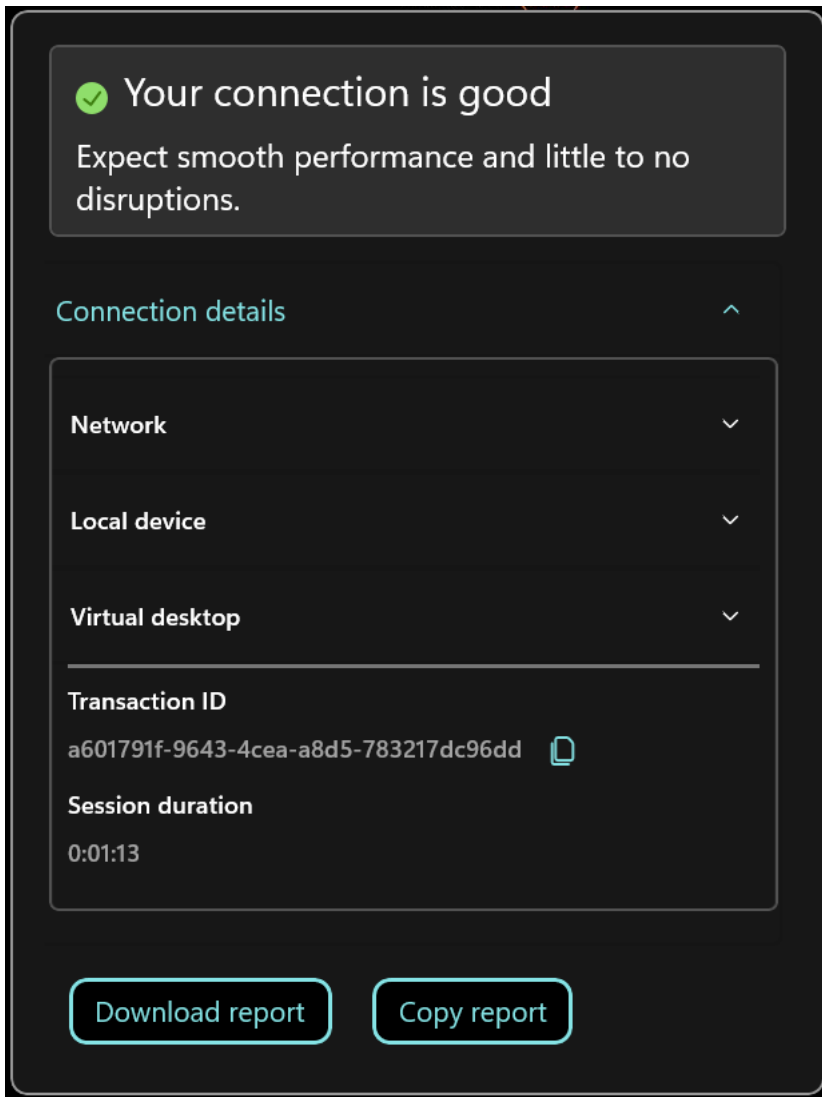 Your connection is good
Expect smooth performance and little to no
disruptions.
Connection details
Network
Local device
Virtual desktop
Transaction ID
a601791f-9643-4cea-a8d5-783217dc96dd
Session duration
0:01:13
Download report
Copy report